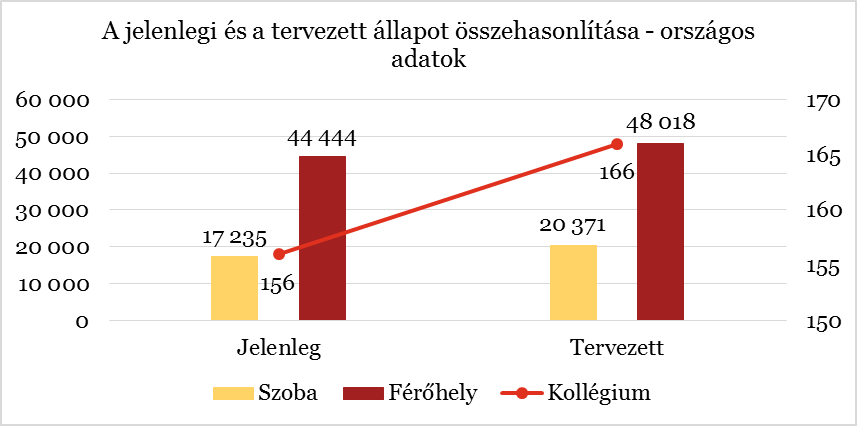 A jelenlegi és a tervezett állapot összehasonlítása - országos
adatok
60 000
50 000
40 000
30 000
20 000
10 000
0
170
165
160
155
150
17 235
44 444
156
20 371
48 018
166
Jelenleg
Tervezett
Szoba
Férőhely
Kollégium